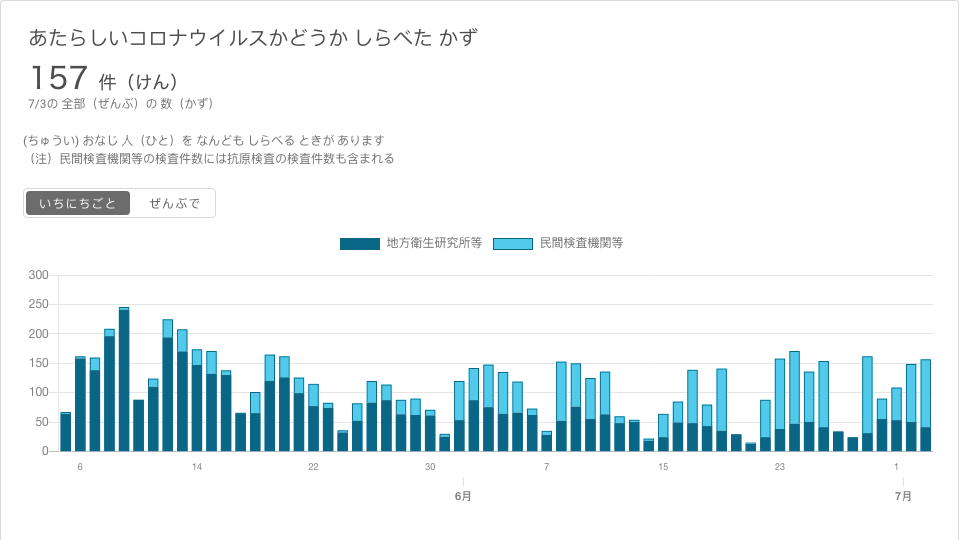 あたらしいコロナウイルスかどうか しらべた かず
157 件（けん）
7/3の 全部（ぜんぶ）の 数（かず）
(ちゅうい) おなじ 人（ひと）を なんども しらべる ときが あります
（注）民間検査機関等の検査件数には抗原検査の検査件数も含まれる
いちにちごと ぜんぶで
地方衛生研究所等 民間検査機関等
300
250
200
150
100
50
0
6 14 22 30 7 15 23 1
6月 7月